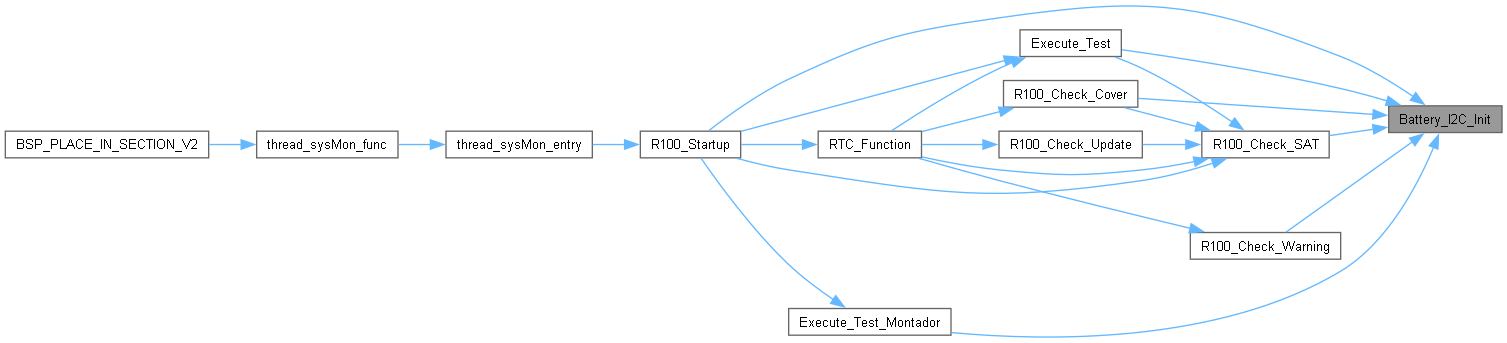 Execute_Test
R100_Check_Cover
Battery_I2C_Init
BSP_PLACE_IN_SECTION_V2
thread_sysMon_func
thread_sysMon_entry
R100_Startup
RTC_Function
R100_Check_Update
R100_Check_SAT
R100_Check_Warning
Execute_Test_Montador